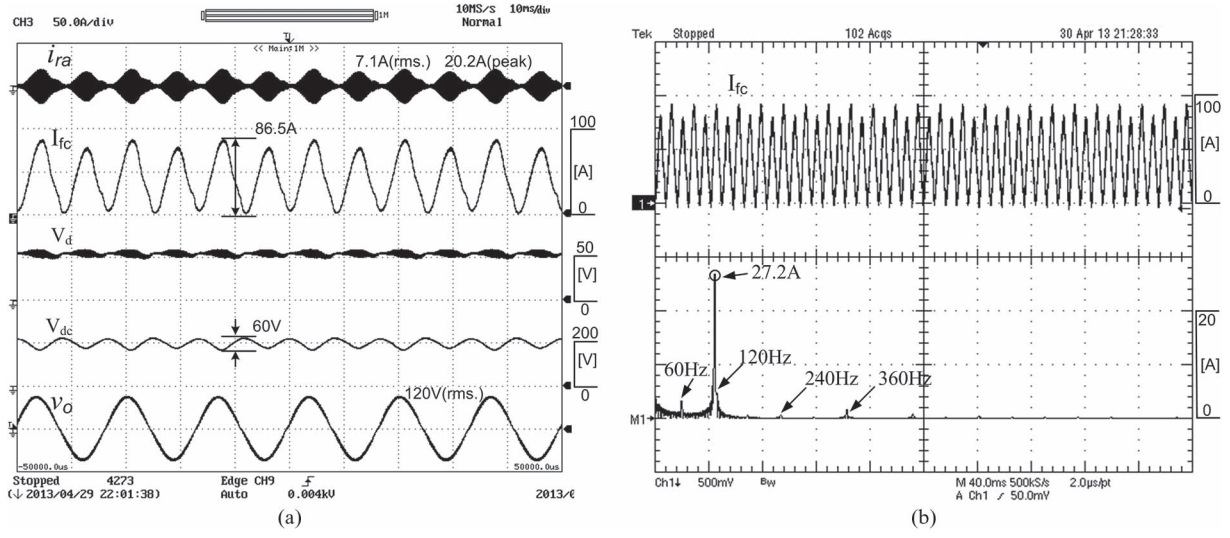 CH3 50.0A/div
1M
10MS/s 10ms/div
Normal
<< Main:1M >>
i_ra
7.1A(rms.) 20.2A(peak)
I_fc
86.5A
100
[A]
0
V_d
50
[V]
0
V_dc
60V
200
[V]
0
v_o
120V(rms.)
-50000.0us
50000.0us
Stopped 4273 Edge CH9
(↓ 2013/04/29 22:01:38) Auto 0.004kV 2013/0
(a)
Tek Stopped 102 Acqs 30 Apr 13 21:28:33
I_fc
100
[A]
0
1
27.2A
20
[A]
0
60Hz
120Hz
240Hz
360Hz
M1
Ch1 500mV BW M 40.0ms 500kS/s 2.0µs/pt
A Ch1 / 50.0mV
(b)